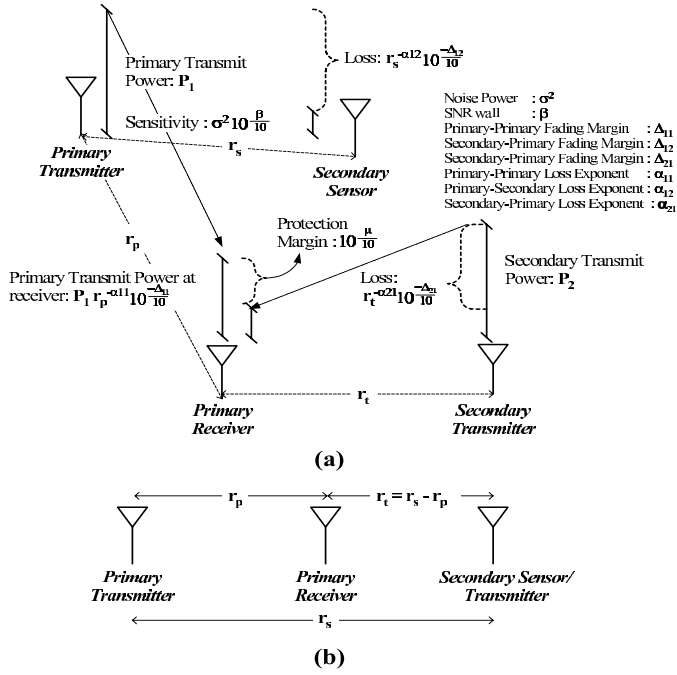 Primary Transmit
Power: P₁
Loss: rₛ^-α12 10^(-Δ₁₂/10)
Sensitivity : σ² 10^(β/10)
rₛ
Primary
Transmitter
Secondary
Sensor
Noise Power : σ²
SNR wall : β
Primary-Primary Fading Margin : Δ₁₁
Secondary-Primary Fading Margin : Δ₁₂
Secondary-Primary Fading Margin : Δ₂₁
Primary-Primary Loss Exponent : α₁₁
Primary-Secondary Loss Exponent : α₁₂
Secondary-Primary Loss Exponent : α₂₁
rₚ
Protection
Margin : 10^(μ/10)
Primary Transmit Power at
receiver: P₁ rₚ^-α11 10^(-Δ₁₁/10)
Loss:
rₜ^-α21 10^(-Δ₂₁/10)
Secondary Transmit
Power: P₂
rₜ
Primary
Receiver
Secondary
Transmitter
(a)
rₚ
rₜ = rₛ - rₚ
Primary
Transmitter
Primary
Receiver
Secondary Sensor/
Transmitter
rₛ
(b)